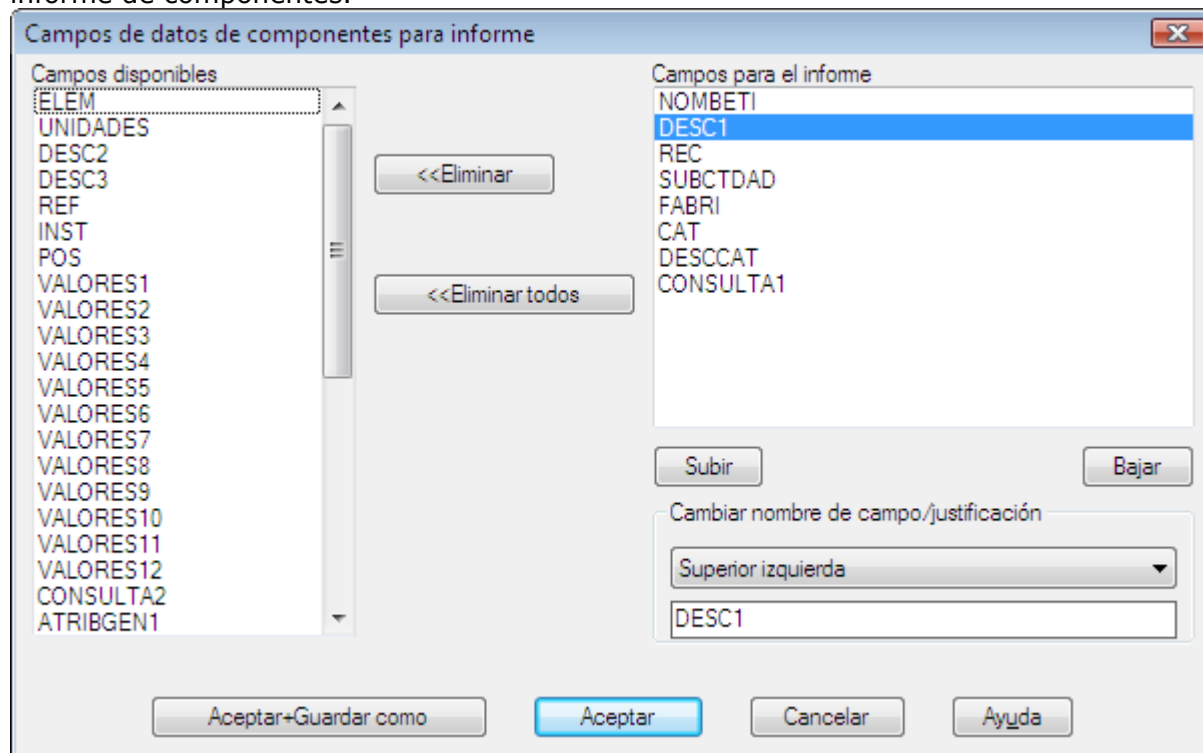 informe de componentes.
Campos de datos de componentes para informe
Campos disponibles
ELEM
UNIDADES
DESC2
DESC3
REF
INST
POS
VALORES1
VALORES2
VALORES3
VALORES4
VALORES5
VALORES6
VALORES7
VALORES8
VALORES9
VALORES10
VALORES11
VALORES12
CONSULTA2
ATRIBGEN1
<<Eliminar
<<Eliminar todos
Campos para el informe
NOMBETI
DESC1
REC
SUBCTDAD
FABRI
CAT
DESCCAT
CONSULTA1
Subir
Bajar
Cambiar nombre de campo/justificación
Superior izquierda
DESC1
Aceptar+Guardar como
Aceptar
Cancelar
Ayuda